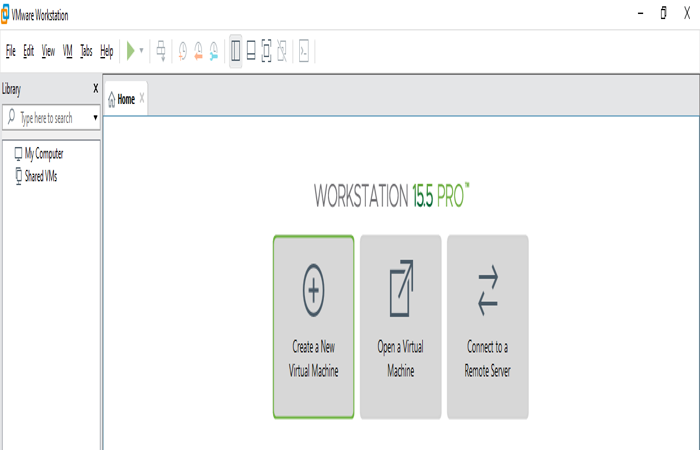 VMware Workstation
File Edit View VM Tabs Help
Library
Type here to search
My Computer
Shared VMs
Home
WORKSTATION 15.5 PRO™
Create a New
Virtual Machine
Open a Virtual
Machine
Connect to a
Remote Server